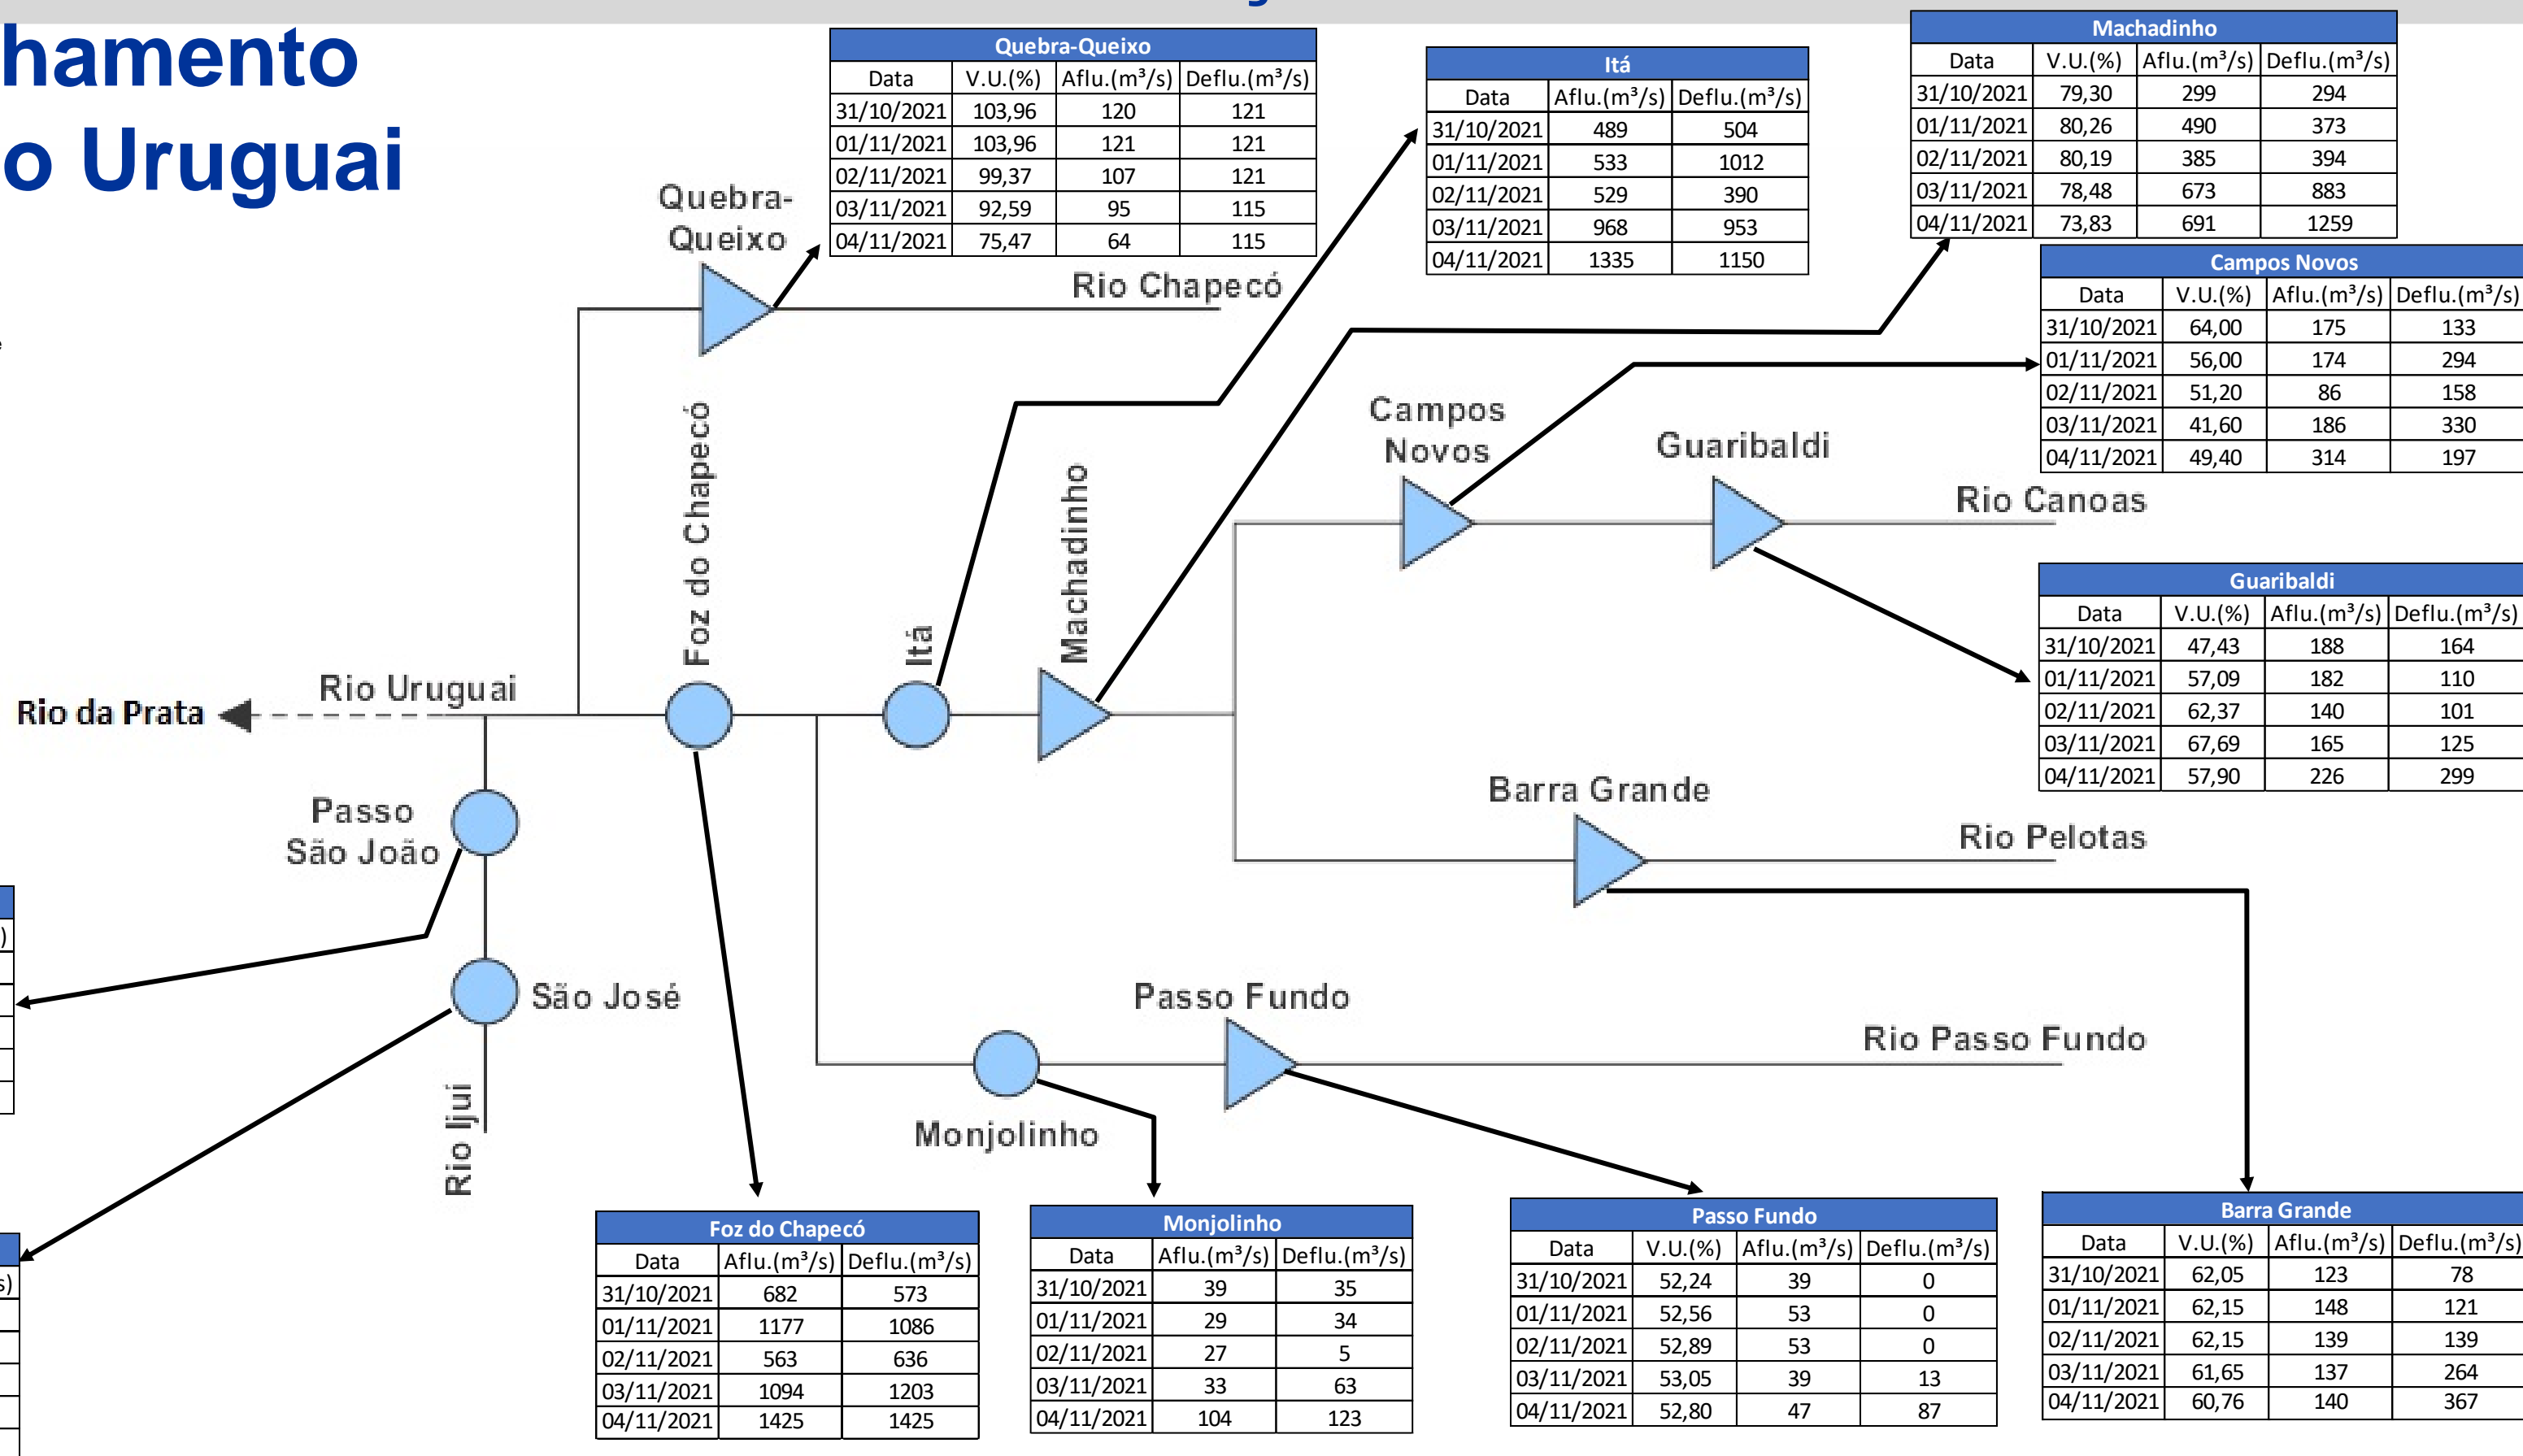 hamento
o Uruguai
Quebra-Queixo
Data V.U.(%) Aflu.(m³/s) Deflu.(m³/s)
31/10/2021 103,96 120 121
01/11/2021 103,96 121 121
02/11/2021 99,37 107 121
03/11/2021 92,59 95 115
04/11/2021 75,47 64 115
Itá
Data Aflu.(m³/s) Deflu.(m³/s)
31/10/2021 489 504
01/11/2021 533 1012
02/11/2021 529 390
03/11/2021 968 953
04/11/2021 1335 1150
Machadinho
Data V.U.(%) Aflu.(m³/s) Deflu.(m³/s)
31/10/2021 79,30 299 294
01/11/2021 80,26 490 373
02/11/2021 80,19 385 394
03/11/2021 78,48 673 883
04/11/2021 73,83 691 1259
Campos Novos
Data V.U.(%) Aflu.(m³/s) Deflu.(m³/s)
31/10/2021 64,00 175 133
01/11/2021 56,00 174 294
02/11/2021 51,20 86 158
03/11/2021 41,60 186 330
04/11/2021 49,40 314 197
Quebra-
Queixo
Rio Chapecó
Foz do Chapecó
Itá
Machadinho
Campos
Novos
Guaribaldi
Rio Canoas
Guaribaldi
Data V.U.(%) Aflu.(m³/s) Deflu.(m³/s)
31/10/2021 47,43 188 164
01/11/2021 57,09 182 110
02/11/2021 62,37 140 101
03/11/2021 67,69 165 125
04/11/2021 57,90 226 299
Rio da Prata
Rio Uruguai
Passo
São João
Barra Grande
Rio Pelotas
)
São José
Passo Fundo
Rio Passo Fundo
Monjolinho
Rio Ijui
s)
Foz do Chapecó
Data Aflu.(m³/s) Deflu.(m³/s)
31/10/2021 682 573
01/11/2021 1177 1086
02/11/2021 563 636
03/11/2021 1094 1203
04/11/2021 1425 1425
Monjolinho
Data Aflu.(m³/s) Deflu.(m³/s)
31/10/2021 39 35
01/11/2021 29 34
02/11/2021 27 5
03/11/2021 33 63
04/11/2021 104 123
Passo Fundo
Data V.U.(%) Aflu.(m³/s) Deflu.(m³/s)
31/10/2021 52,24 39 0
01/11/2021 52,56 53 0
02/11/2021 52,89 53 0
03/11/2021 53,05 39 13
04/11/2021 52,80 47 87
Barra Grande
Data V.U.(%) Aflu.(m³/s) Deflu.(m³/s)
31/10/2021 62,05 123 78
01/11/2021 62,15 148 121
02/11/2021 62,15 139 139
03/11/2021 61,65 137 264
04/11/2021 60,76 140 367